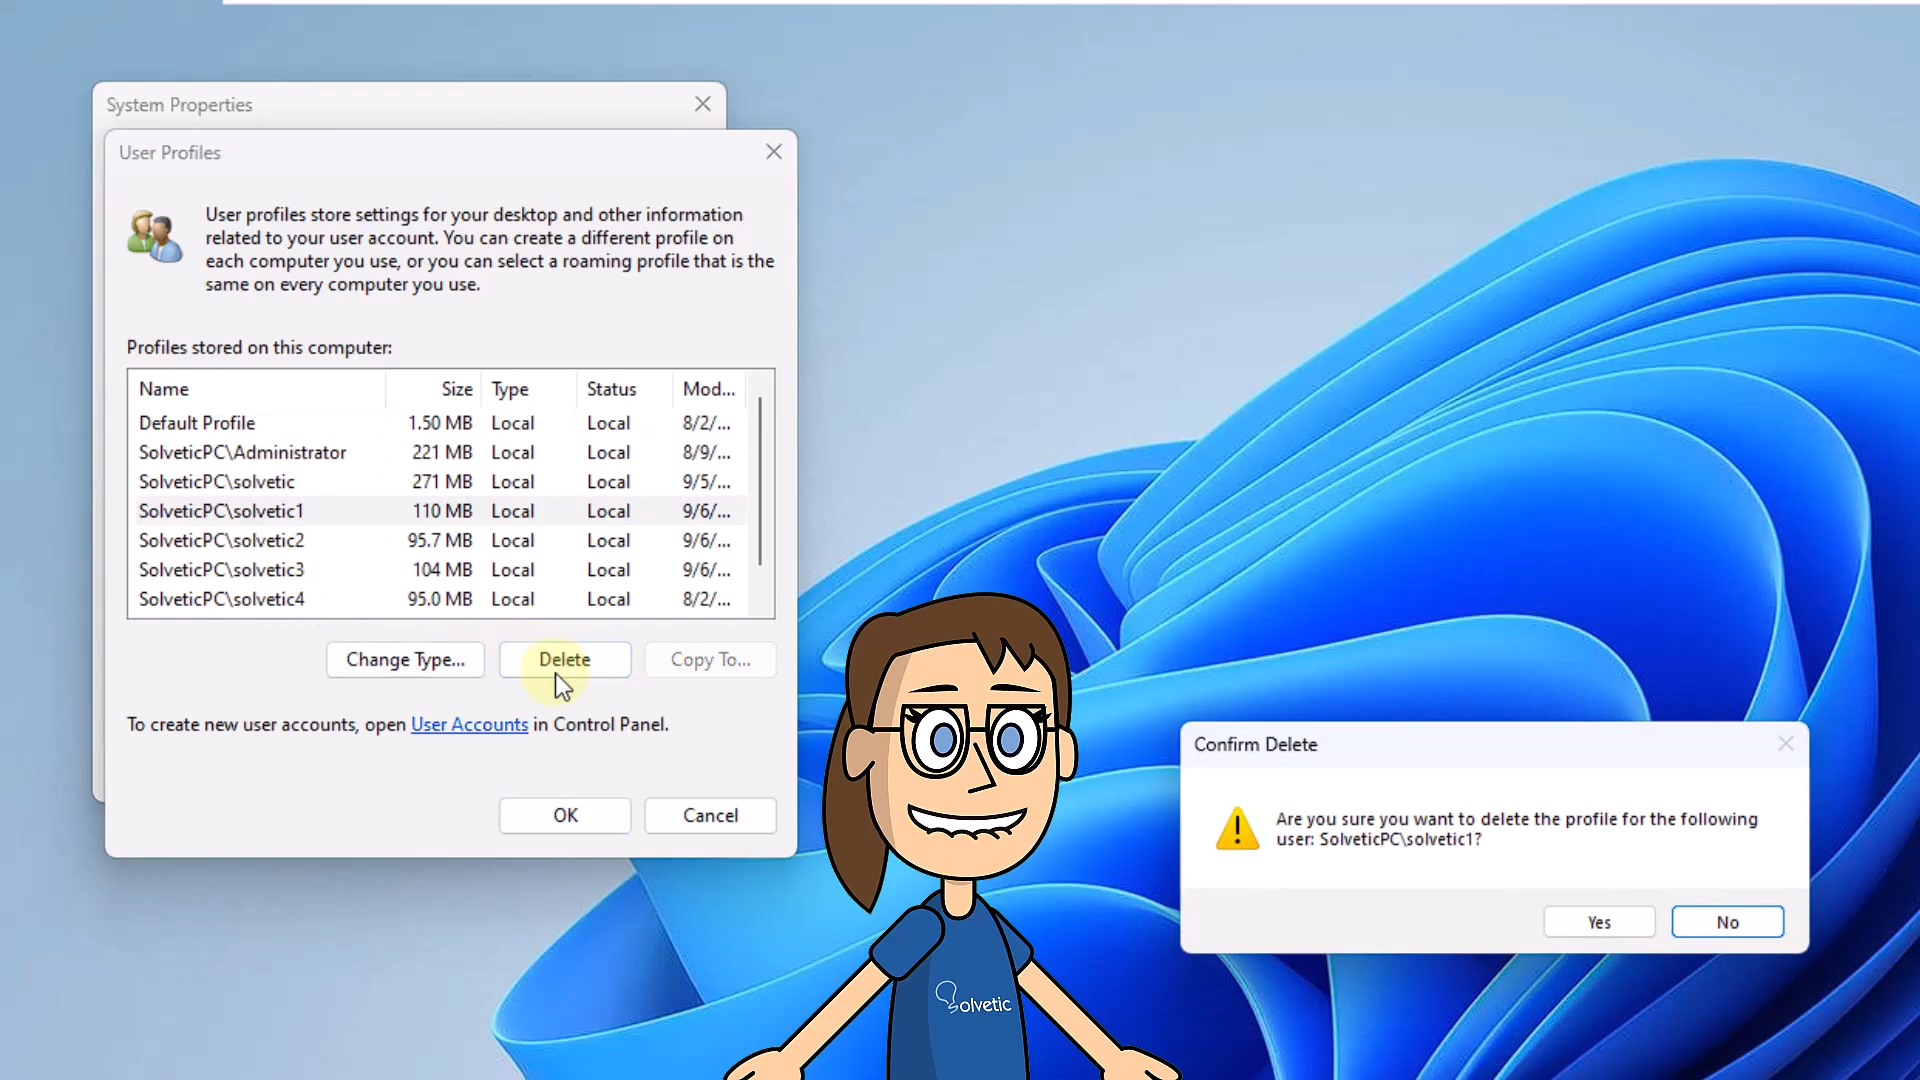 System Properties
User Profiles
User profiles store settings for your desktop and other information
related to your user account. You can create a different profile on
each computer you use, or you can select a roaming profile that is the
same on every computer you use.
Profiles stored on this computer:
Name Size Type Status Mod...
Default Profile 1.50 MB Local Local 8/2/...
SolveticPC\Administrator 221 MB Local Local 8/9/...
SolveticPC\solvetic 271 MB Local Local 9/5/...
SolveticPC\solvetic1 110 MB Local Local 9/6/...
SolveticPC\solvetic2 95.7 MB Local Local 9/6/...
SolveticPC\solvetic3 104 MB Local Local 9/6/...
SolveticPC\solvetic4 95.0 MB Local Local 8/2/...
Change Type... Delete Copy To...
To create new user accounts, open User Accounts in Control Panel.
OK Cancel
Confirm Delete
Are you sure you want to delete the profile for the following
user: SolveticPC\solvetic1?
Yes No
Solvetic